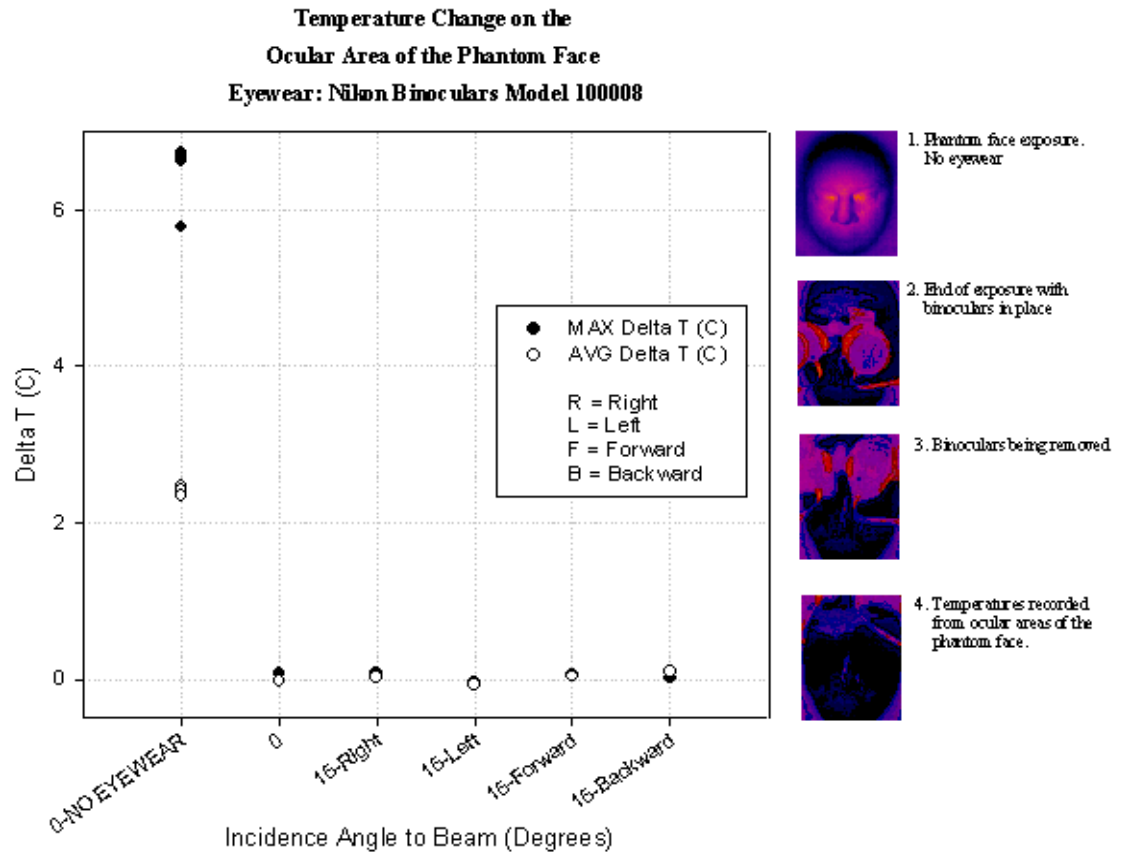 Temperature Change on the
Ocular Area of the Phantom Face
Eyewear: Nikon Binoculars Model 100008
Delta T (C)
6
4
2
0
MAX Delta T (C)
AVG Delta T (C)
R = Right
L = Left
F = Forward
B = Backward
0-NO EYEWEAR
0
15-Right
15-Left
15-Forward
15-Backward
Incidence Angle to Beam (Degrees)
1. Phantom face exposure.
No eyewear
2. End of exposure with
binoculars in place
3. Binoculars being removed
4. Temperatures recorded
from ocular areas of the
phantom face.